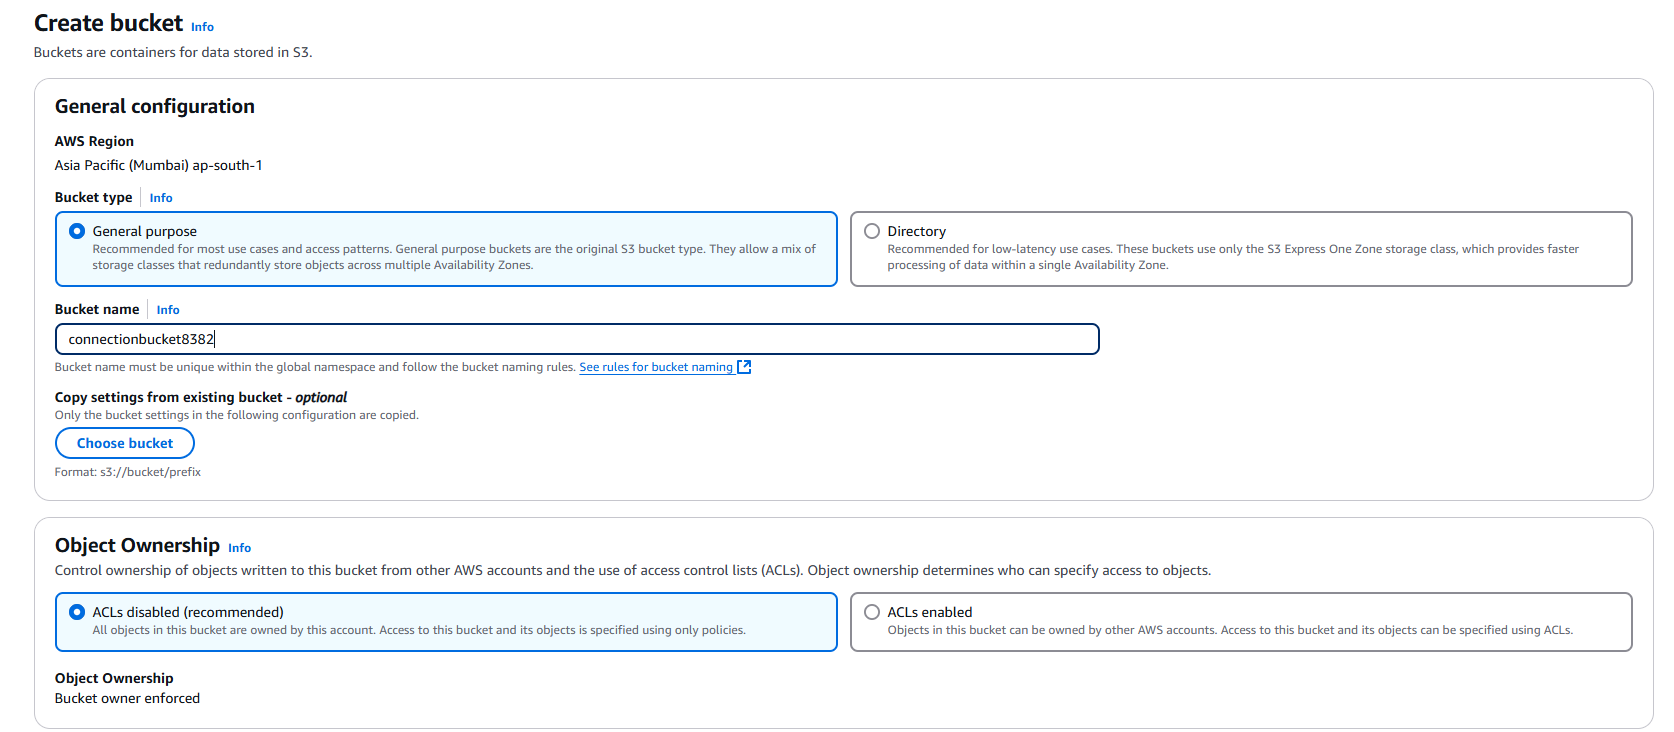 Create bucket Info
Buckets are containers for data stored in S3.
General configuration
AWS Region
Asia Pacific (Mumbai) ap-south-1
Bucket type Info
General purpose
Recommended for most use cases and access patterns. General purpose buckets are the original S3 bucket type. They allow a mix of
storage classes that redundantly store objects across multiple Availability Zones.
Directory
Recommended for low-latency use cases. These buckets use only the S3 Express One Zone storage class, which provides faster
processing of data within a single Availability Zone.
Bucket name Info
connectionbucket8382
Bucket name must be unique within the global namespace and follow the bucket naming rules. See rules for bucket naming
Copy settings from existing bucket - optional
Only the bucket settings in the following configuration are copied.
Choose bucket
Format: s3://bucket/prefix
Object Ownership Info
Control ownership of objects written to this bucket from other AWS accounts and the use of access control lists (ACLs). Object ownership determines who can specify access to objects.
ACLs disabled (recommended)
All objects in this bucket are owned by this account. Access to this bucket and its objects is specified using only policies.
ACLs enabled
Objects in this bucket can be owned by other AWS accounts. Access to this bucket and its objects can be specified using ACLs.
Object Ownership
Bucket owner enforced